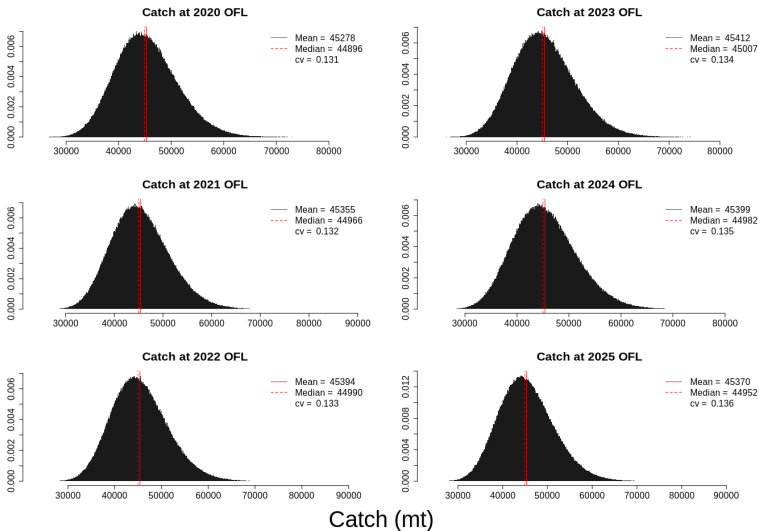 Catch at 2020 OFL
Mean = 45278
Median = 44896
cv = 0.131
0.000 0.002 0.004 0.006
30000 40000 50000 60000 70000 80000
Catch at 2023 OFL
Mean = 45412
Median = 45007
cv = 0.134
0.000 0.002 0.004 0.006
30000 40000 50000 60000 70000 80000
Catch at 2021 OFL
Mean = 45355
Median = 44966
cv = 0.132
0.000 0.002 0.004 0.006
30000 40000 50000 60000 70000 80000 90000
Catch at 2024 OFL
Mean = 45399
Median = 44982
cv = 0.135
0.000 0.002 0.004 0.006
30000 40000 50000 60000 70000 80000
Catch at 2022 OFL
Mean = 45394
Median = 44990
cv = 0.133
0.000 0.002 0.004 0.006
30000 40000 50000 60000 70000 80000 90000
Catch at 2025 OFL
Mean = 45370
Median = 44952
cv = 0.136
0.000 0.004 0.008 0.012
30000 40000 50000 60000 70000 80000 90000
Catch (mt)